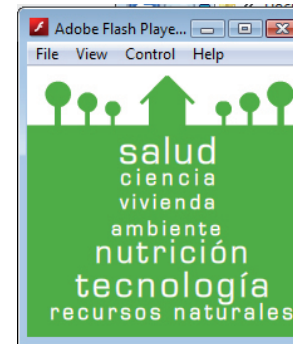 Adobe Flash Playe...
File View Control Help
salud
ciencia
vivienda
ambiente
nutrición
tecnología
recursos naturales